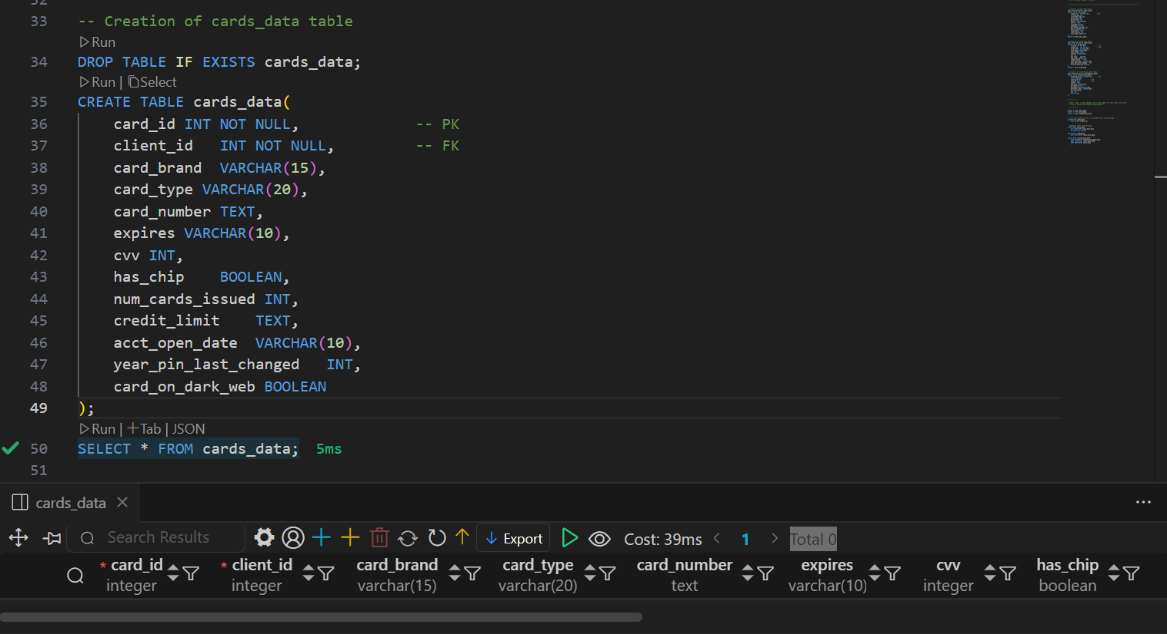 32
33 -- Creation of cards_data table
Run
34 DROP TABLE IF EXISTS cards_data;
Run | Select
35 CREATE TABLE cards_data(
36 card_id INT NOT NULL, -- PK
37 client_id INT NOT NULL, -- FK
38 card_brand VARCHAR(15),
39 card_type VARCHAR(20),
40 card_number TEXT,
41 expires VARCHAR(10),
42 cvv INT,
43 has_chip BOOLEAN,
44 num_cards_issued INT,
45 credit_limit TEXT,
46 acct_open_date VARCHAR(10),
47 year_pin_last_changed INT,
48 card_on_dark_web BOOLEAN
49 );
Run | Tab | JSON
50 SELECT * FROM cards_data; 5ms
51
cards_data
Search Results Export Cost: 39ms 1 Total 0
* card_id * client_id card_brand card_type card_number expires cvv has_chip
integer integer varchar(15) varchar(20) text varchar(10) integer boolean